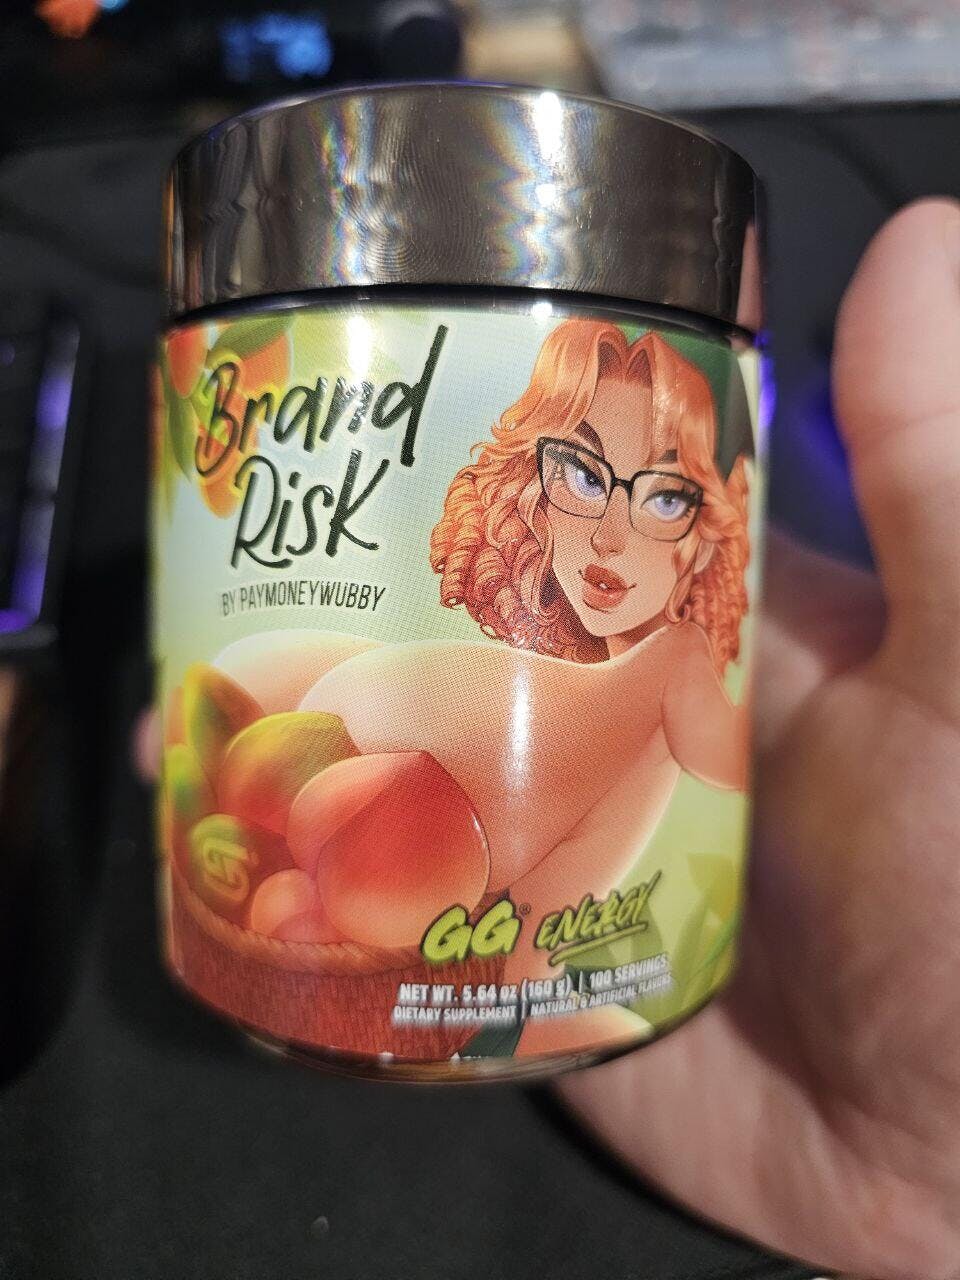 Brand
Risk
BY PAYMONEYWUBBY
GG
GG® ENERGY
NET WT. 5.64 oz (160 g) | 100 SERVINGS
DIETARY SUPPLEMENT | NATURAL & ARTIFICIAL FLAVORS